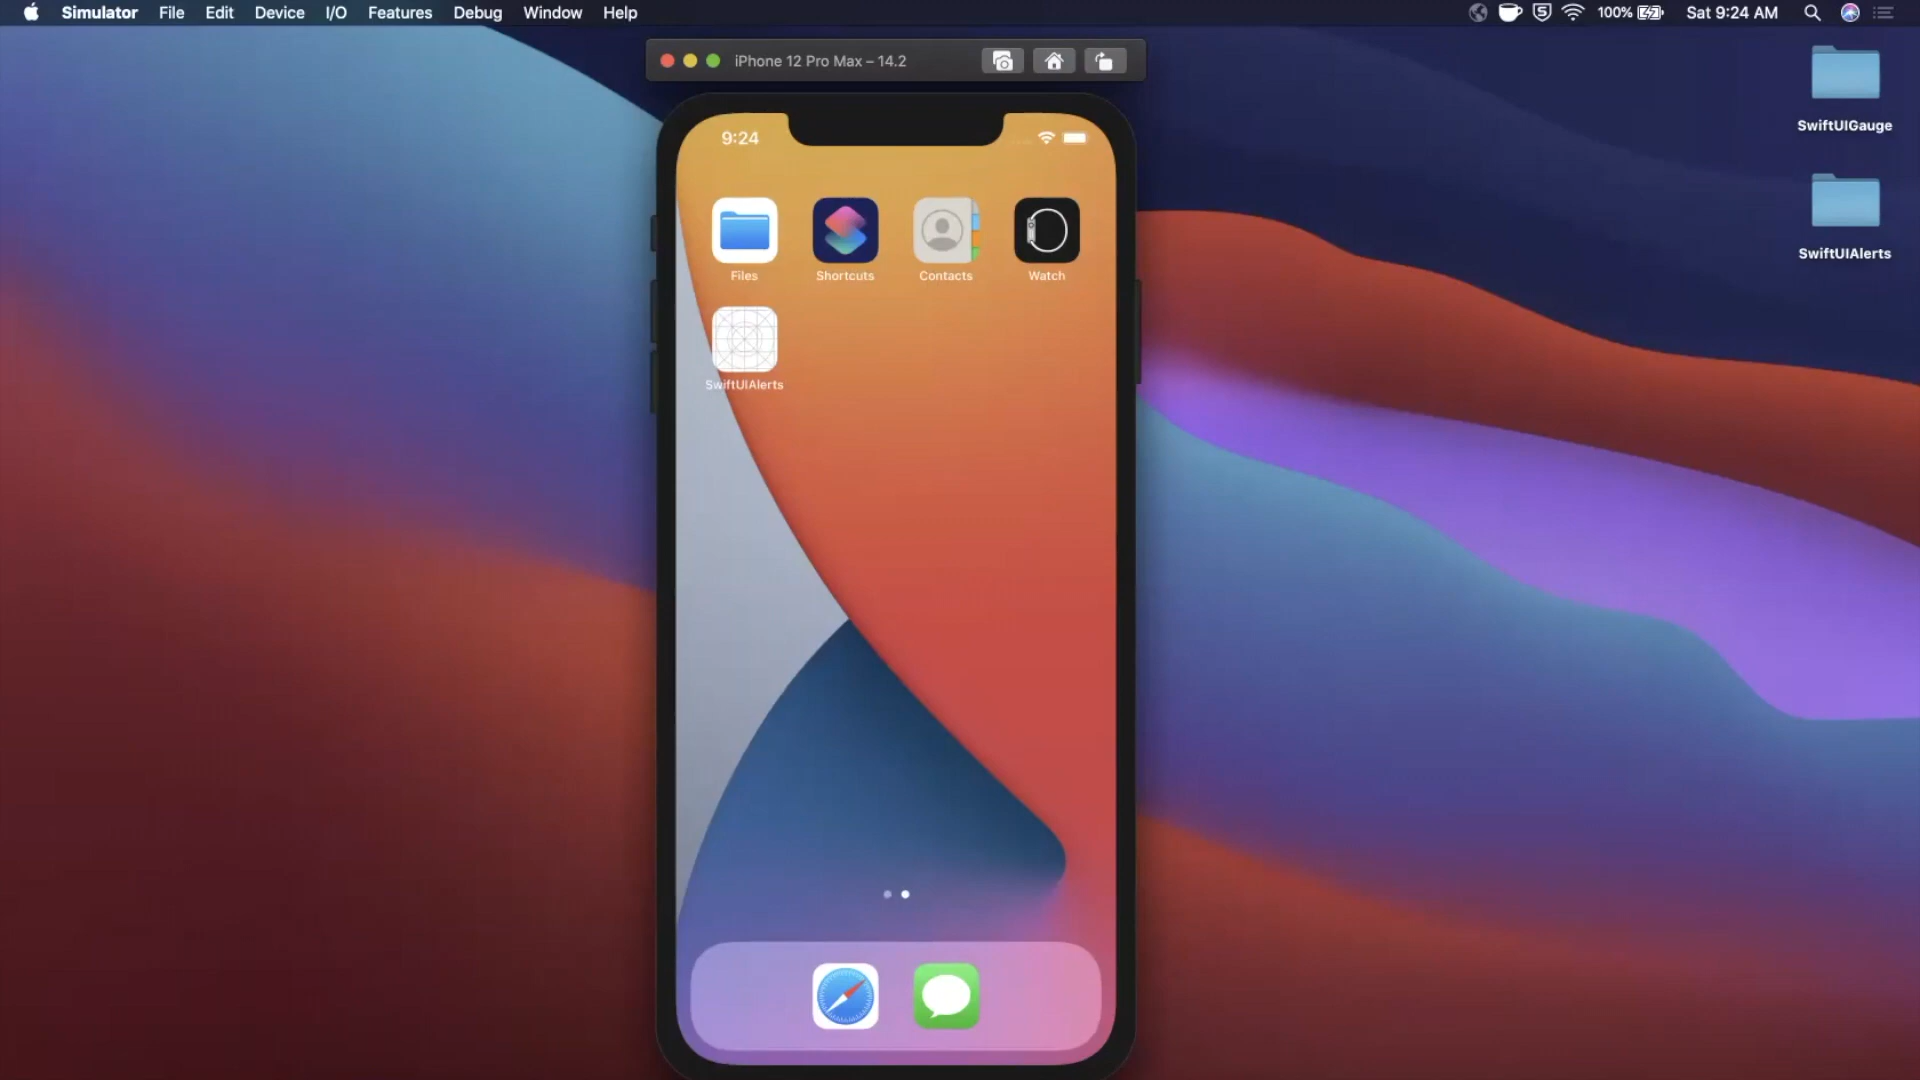 Simulator File Edit Device I/O Features Debug Window Help 100% Sat 9:24 AM
iPhone 12 Pro Max – 14.2
SwiftUIGauge
9:24
SwiftUIAlerts
Files Shortcuts Contacts Watch
SwiftUIAlerts